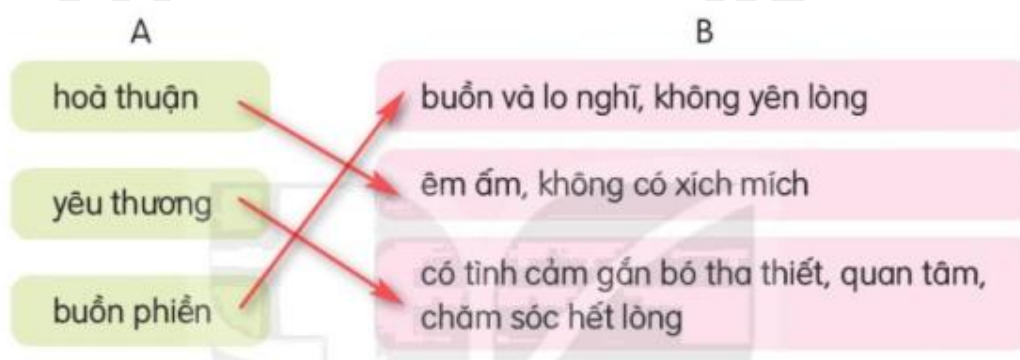 A
B
hoà thuận
buồn và lo nghĩ, không yên lòng
yêu thương
êm ấm, không có xích mích
buồn phiền
có tình cảm gắn bó tha thiết, quan tâm,
chăm sóc hết lòng